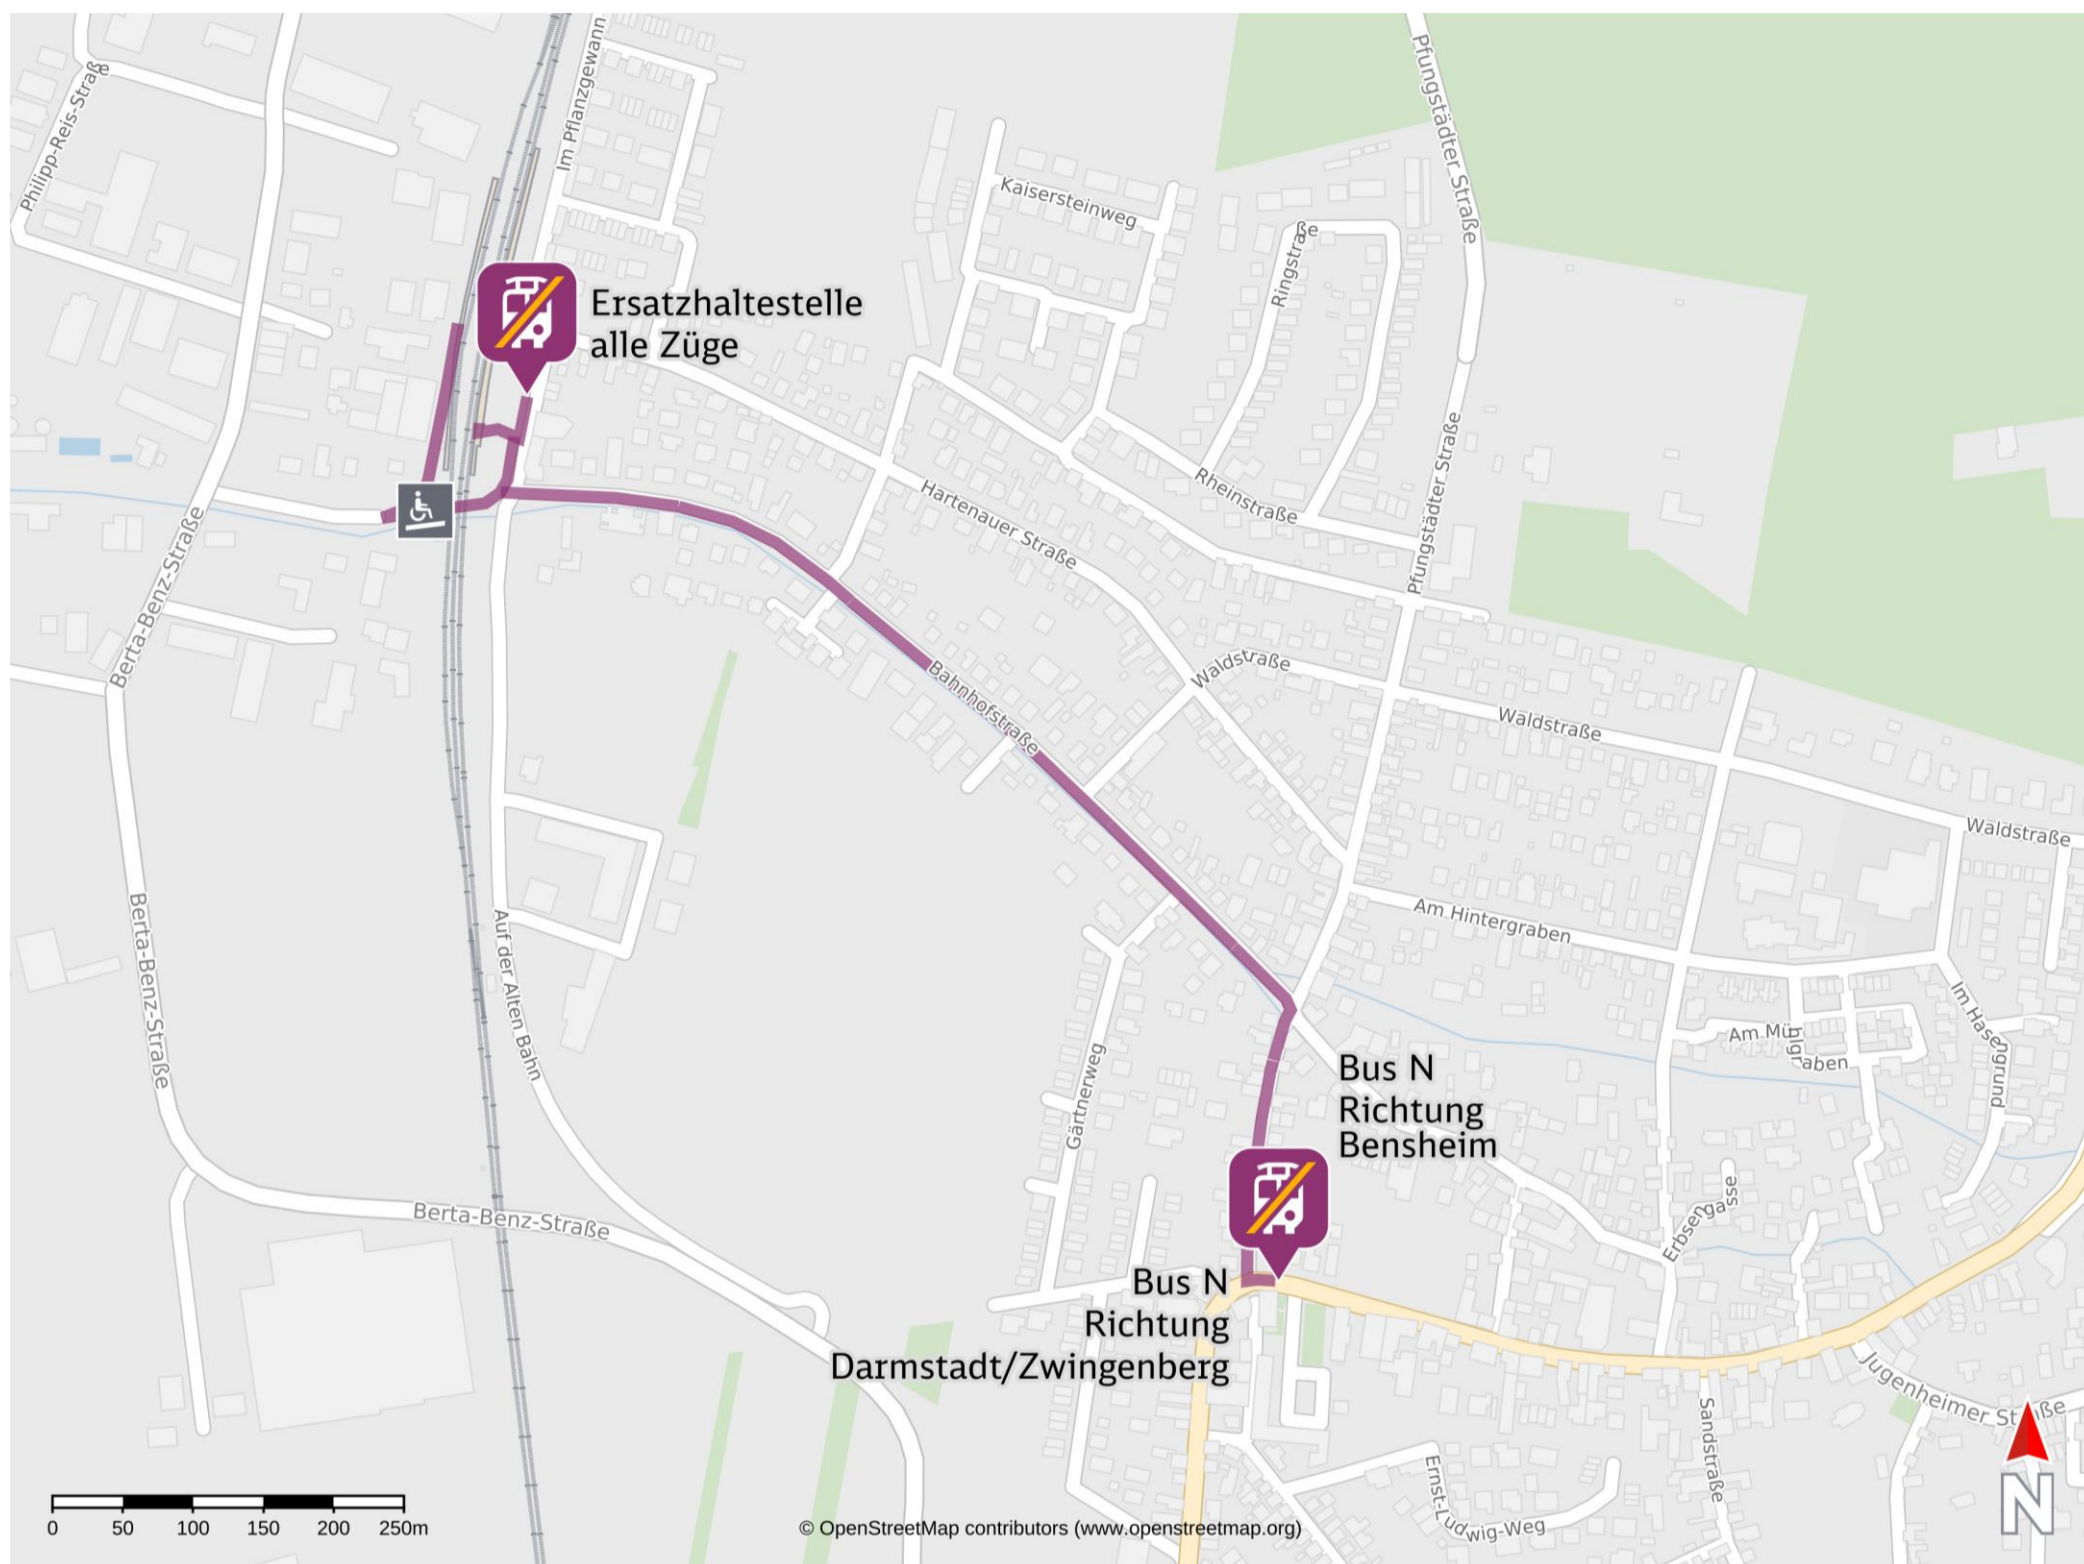 Philipp-Reis-Straße
Im Pflanzgewann
Pfungstädter Straße
Kaisersteinweg
Ringstraße
Ersatzhaltestelle
alle Züge
Pfungstädter Straße
Rheinstraße
Hartenauer Straße
Berta-Benz-Straße
Waldstraße
Bahnhofstraße
Waldstraße
Waldstraße
Berta-Benz-Straße
Auf der Alten Bahn
Am Hintergraben
Im Hasengrund
Am Mühlgraben
Gärtnerweg
Bus N
Richtung
Bensheim
Erbsengasse
Berta-Benz-Straße
Bus N
Richtung
Darmstadt/Zwingenberg
Jugenheimer Straße
Sandstraße
Ernst-Ludwig-Weg
N
0 50 100 150 200 250m
© OpenStreetMap contributors (www.openstreetmap.org)